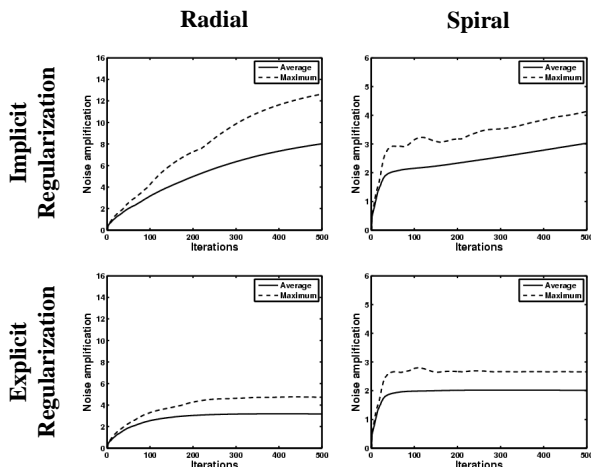 Radial
Spiral
Implicit
Regularization
Noise amplification
16
14
12
10
8
6
4
2
0
0
100
200
300
400
500
Iterations
Average
Maximum
Noise amplification
6
5
4
3
2
1
0
0
100
200
300
400
500
Iterations
Average
Maximum
Explicit
Regularization
Noise amplification
16
14
12
10
8
6
4
2
0
0
100
200
300
400
500
Iterations
Average
Maximum
Noise amplification
6
5
4
3
2
1
0
0
100
200
300
400
500
Iterations
Average
Maximum